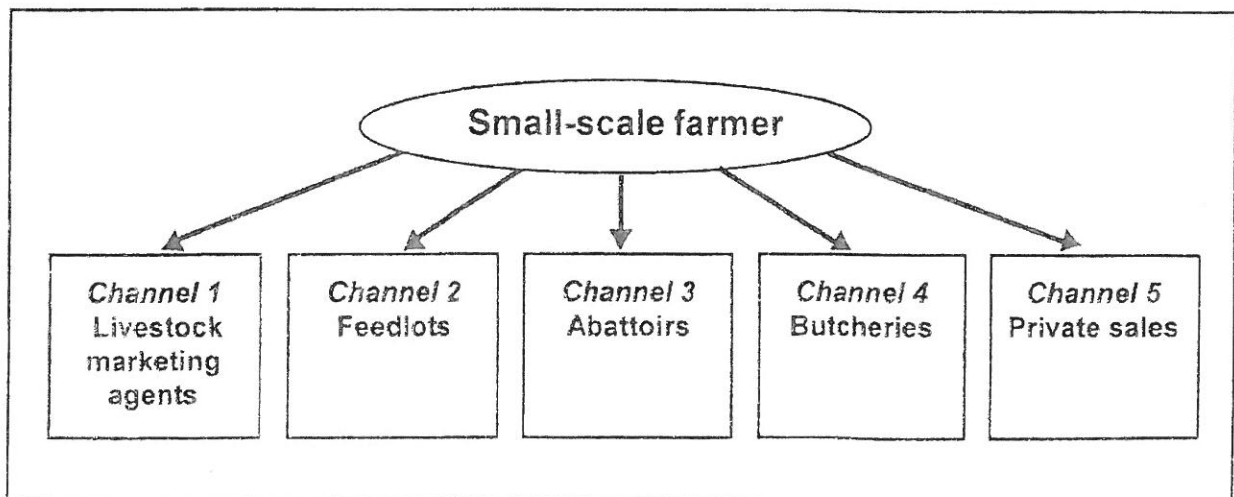 Small-scale farmer
Channel 1
Livestock
marketing
agents
Channel 2
Feedlots
Channel 3
Abattoirs
Channel 4
Butcheries
Channel 5
Private sales